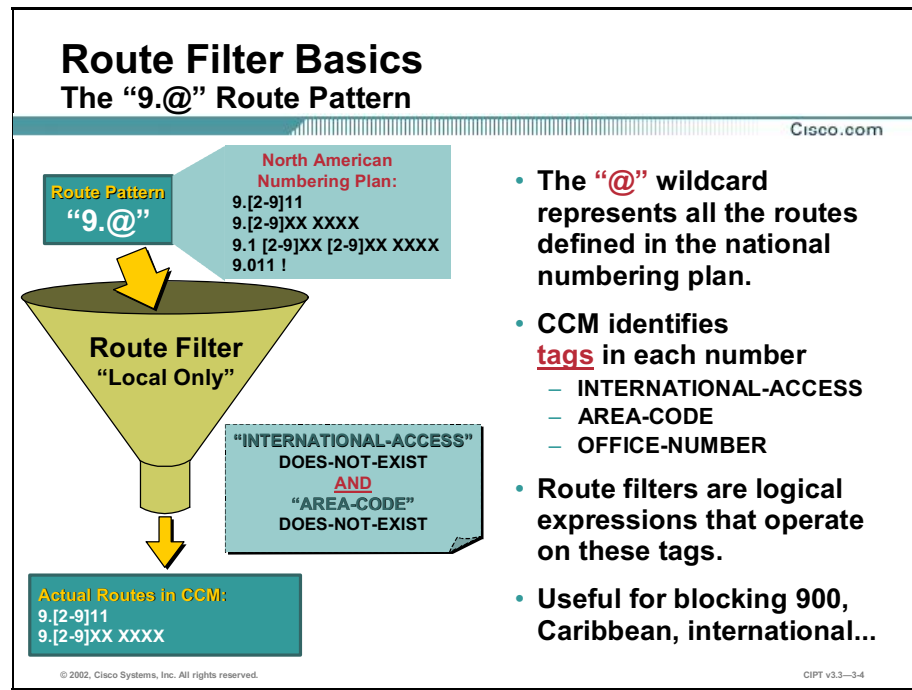 Route Filter Basics
The “9.@” Route Pattern
Cisco.com
Route Pattern
“9.@”
North American
Numbering Plan:
9.[2-9]11
9.[2-9]XX XXXX
9.1 [2-9]XX [2-9]XX XXXX
9.011 !
Route Filter
“Local Only”
“INTERNATIONAL-ACCESS”
DOES-NOT-EXIST
AND
“AREA-CODE”
DOES-NOT-EXIST
Actual Routes in CCM:
9.[2-9]11
9.[2-9]XX XXXX
• The “@” wildcard
represents all the routes
defined in the national
numbering plan.
• CCM identifies
tags in each number
– INTERNATIONAL-ACCESS
– AREA-CODE
– OFFICE-NUMBER
• Route filters are logical
expressions that operate
on these tags.
• Useful for blocking 900,
Caribbean, international...
© 2002, Cisco Systems, Inc. All rights reserved.
CIPT v3.3—3-4